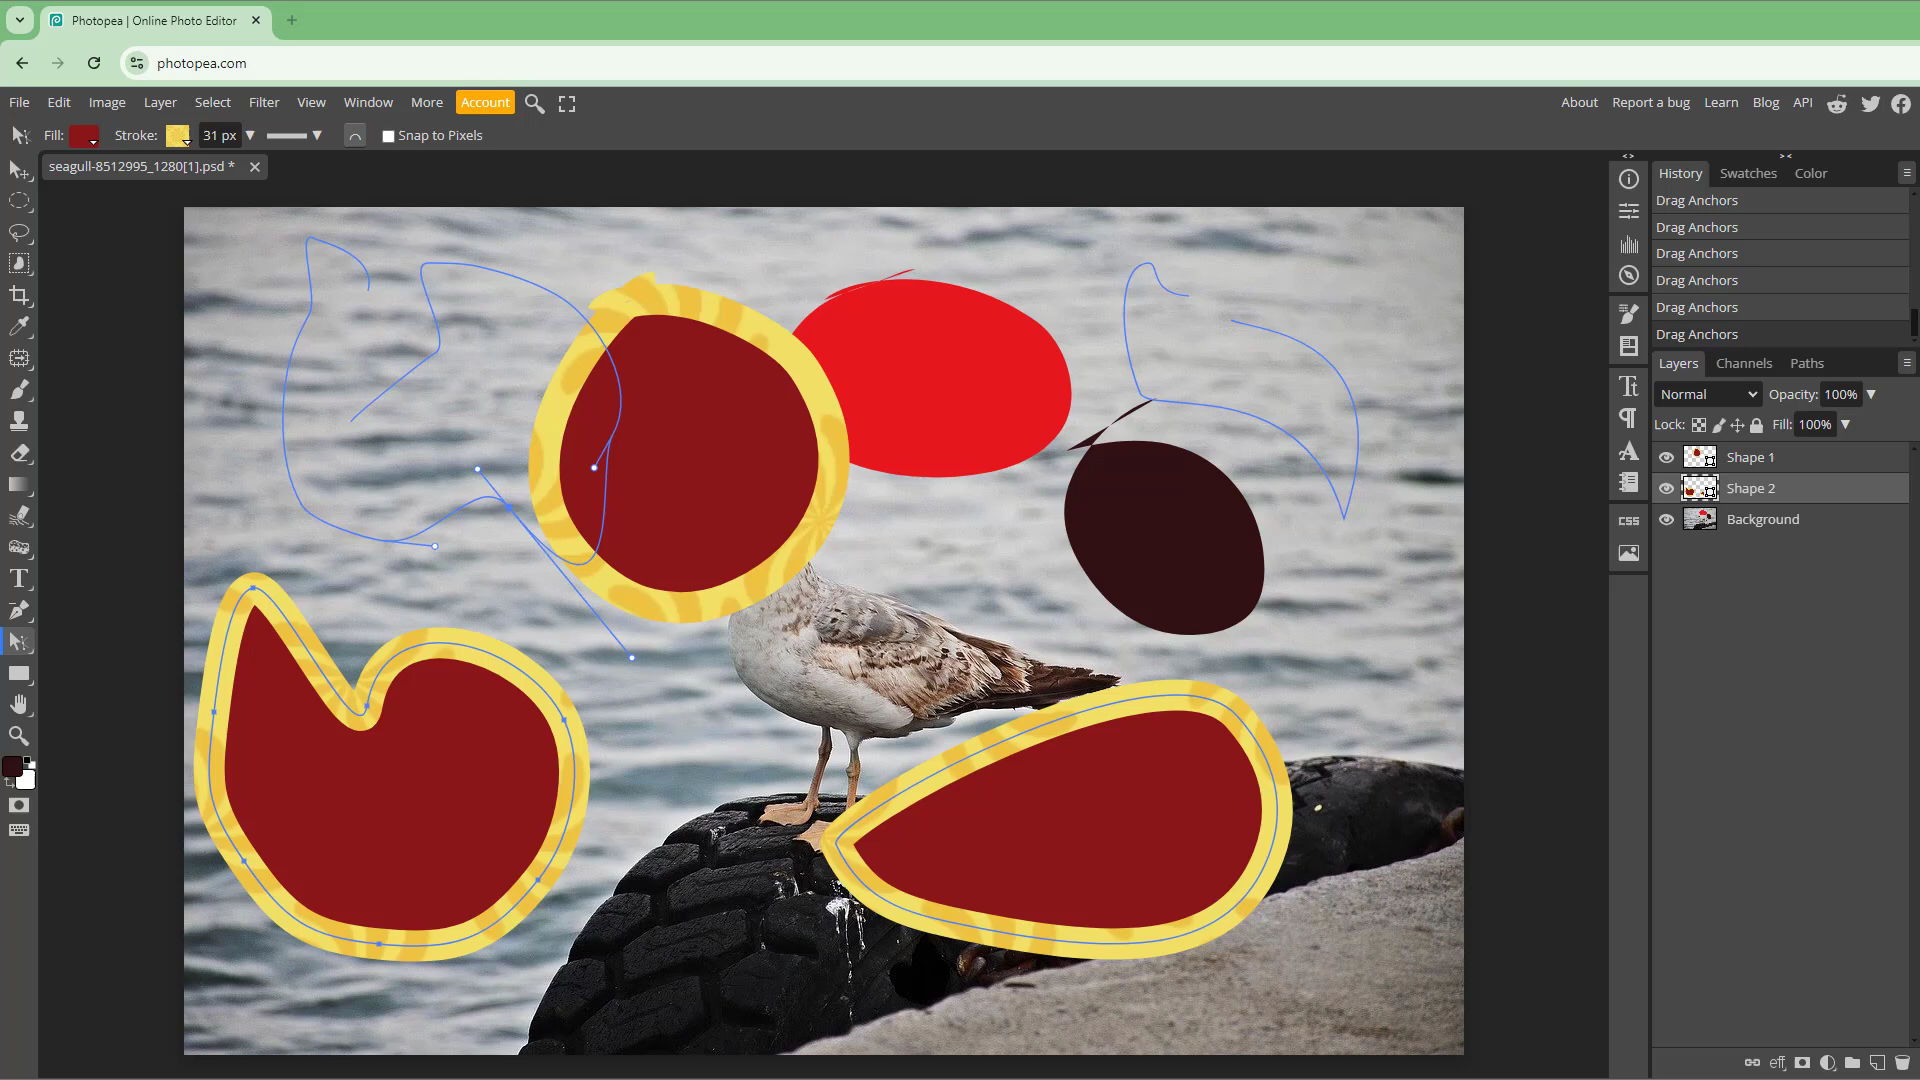 Photopea | Online Photo Editor
photopea.com
File Edit Image Layer Select Filter View Window More Account
About Report a bug Learn Blog API
Fill: Stroke: 31 px Snap to Pixels
seagull-8512995_1280[1].psd *
History Swatches Color
Drag Anchors
Drag Anchors
Drag Anchors
Drag Anchors
Drag Anchors
Drag Anchors
Layers Channels Paths
Normal Opacity: 100%
Lock: Fill: 100%
Shape 1
Shape 2
Background
CSS
eff